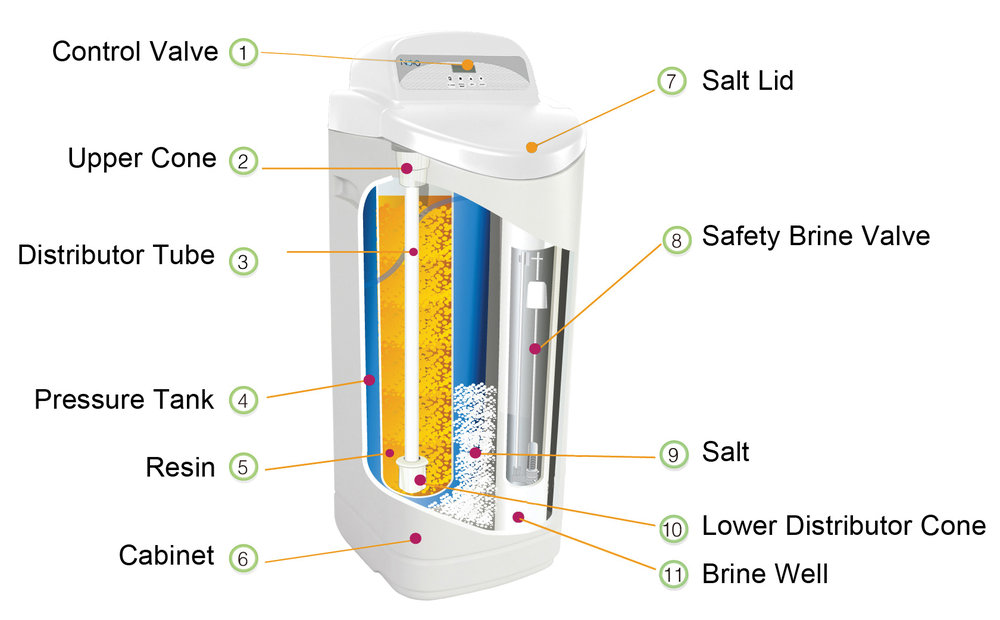 Control Valve 1
Upper Cone 2
Distributor Tube 3
Pressure Tank 4
Resin 5
Cabinet 6
7 Salt Lid
8 Safety Brine Valve
9 Salt
10 Lower Distributor Cone
11 Brine Well